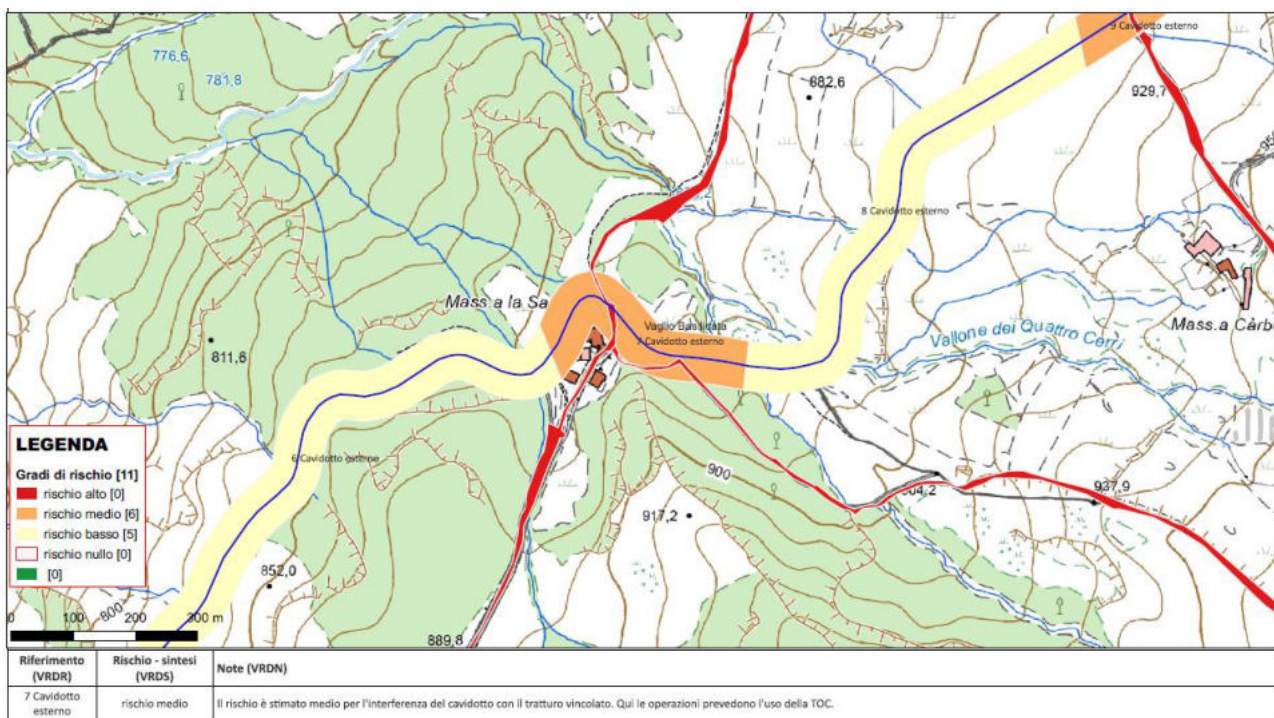 9 Cavidotto esterno
776,6
781,8
882,6
929,7
8 Cavidotto esterno
Mass.a la Sa
Vaglio Basilicata
7 Cavidotto esterno
Mass.a Càrb
Vallone dei Quattro Cerri
811,6
LEGENDA
Gradi di rischio [11]
rischio alto [0]
rischio medio [6]
rischio basso [5]
rischio nullo [0]
[0]
6 Cavidotto esterno
900
904,2
937,9
917,2
852,0
800
0 100 200 300 m
889,8
Riferimento (VRDR) Rischio - sintesi (VRDS) Note (VRDN)
7 Cavidotto esterno rischio medio Il rischio è stimato medio per l'interferenza del cavidotto con il tratturo vincolato. Qui le operazioni prevedono l'uso della TOC.